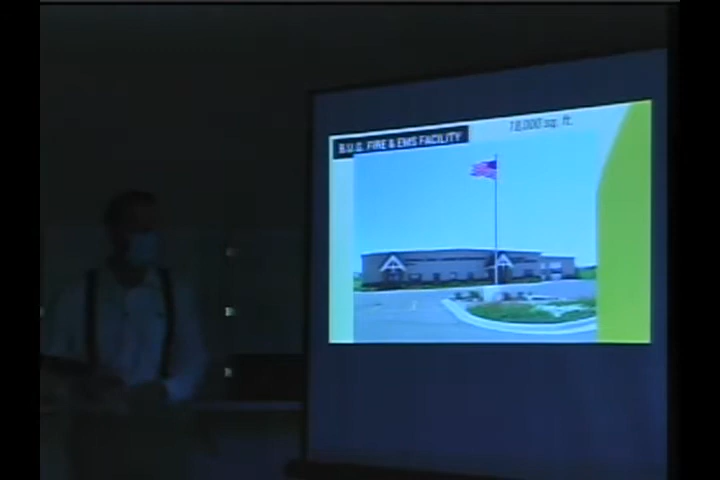 18,000 sq. ft.
B.U.G. FIRE & EMS FACILITY